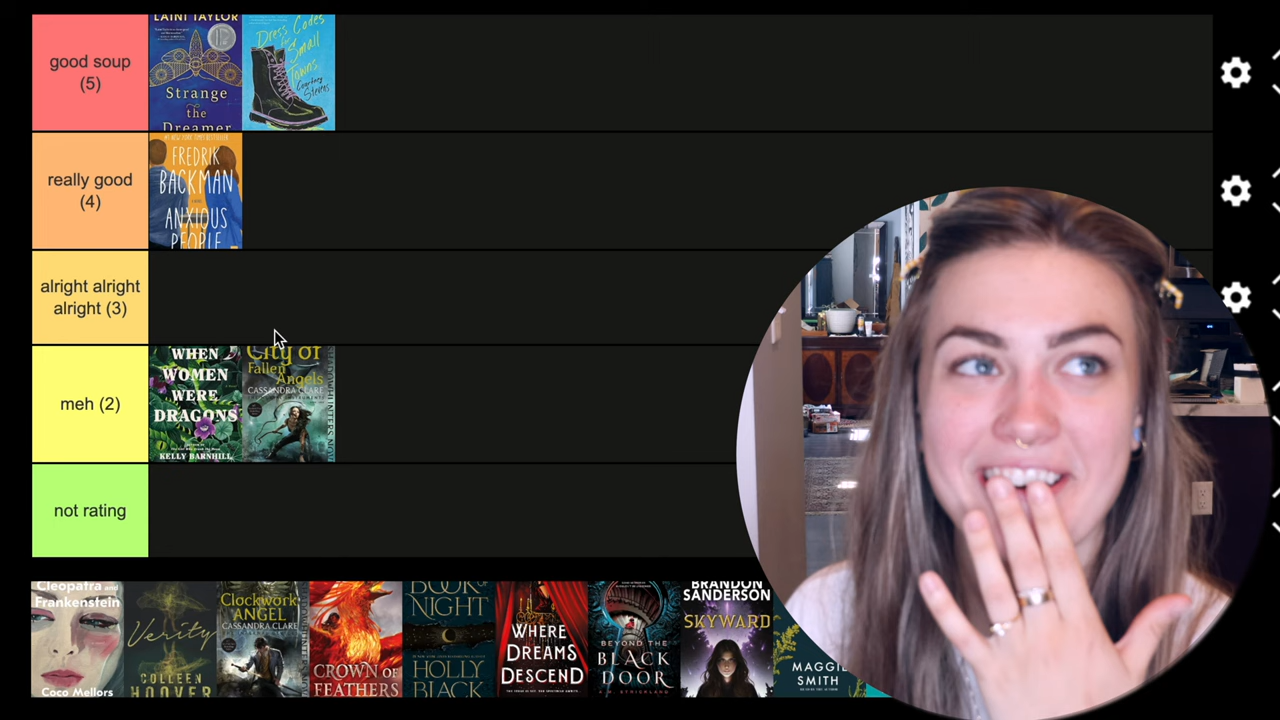 good soup
(5)
LAINI TAYLOR
Strange
the
Dreamer
Dress Codes
for
Small
Towns
Courtney
Stevens
really good
(4)
FREDRIK
BACKMAN
ANXIOUS
PEOPLE
alright alright
alright (3)
meh (2)
WHEN
WOMEN
WERE
DRAGONS
KELLY BARNHILL
City of
Fallen
Angels
CASSANDRA CLARE
not rating
Cleopatra and
Frankenstein
Coco Mellors
Verity
COLLEEN
HOOVER
Clockwork
ANGEL
CASSANDRA CLARE
CROWN OF
FEATHERS
BOOK OF
NIGHT
HOLLY
BLACK
WHERE
DREAMS
DESCEND
BEYOND THE
BLACK
DOOR
A.M. STRICKLAND
BRANDON
SANDERSON
SKYWARD
MAGGIE
SMITH